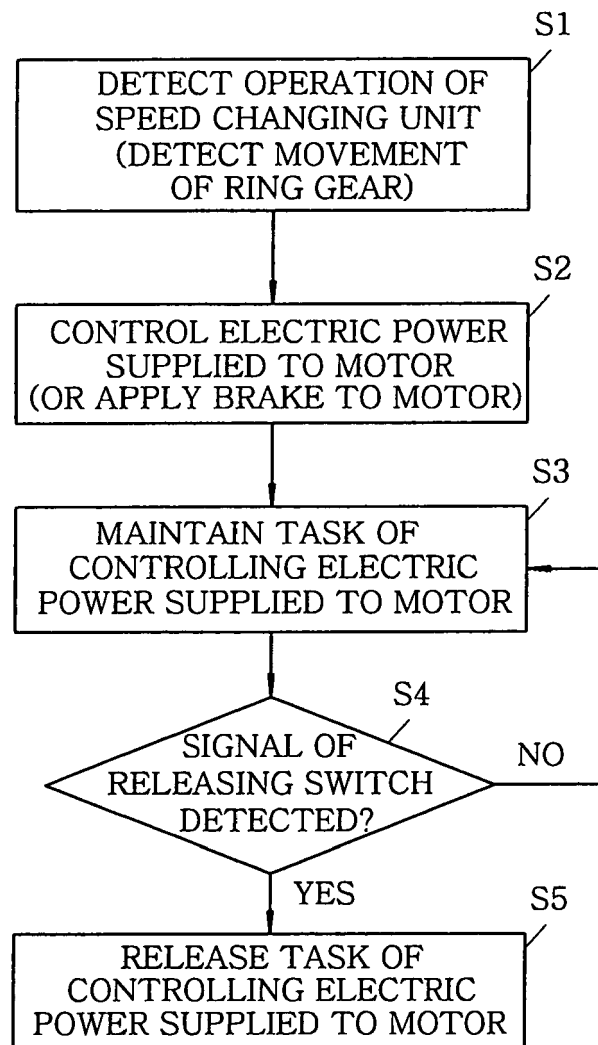 S1
DETECT OPERATION OF
SPEED CHANGING UNIT
(DETECT MOVEMENT
OF RING GEAR)
S2
CONTROL ELECTRIC POWER
SUPPLIED TO MOTOR
(OR APPLY BRAKE TO MOTOR)
S3
MAINTAIN TASK OF
CONTROLLING ELECTRIC
POWER SUPPLIED TO MOTOR
S4
SIGNAL OF
RELEASING SWITCH
DETECTED?
NO
YES
S5
RELEASE TASK OF
CONTROLLING ELECTRIC
POWER SUPPLIED TO MOTOR